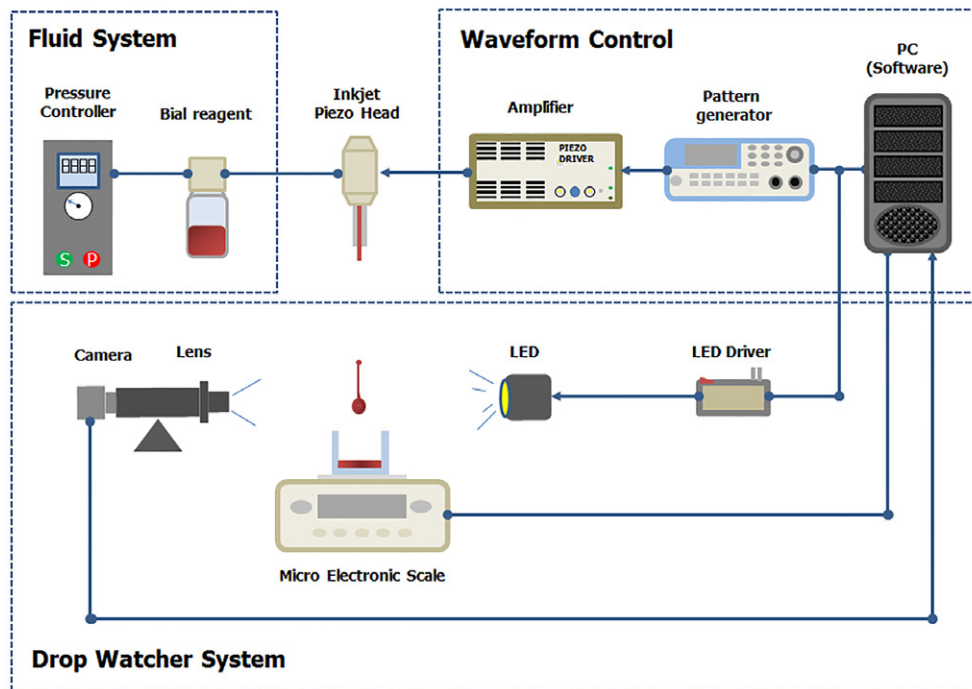 Fluid System
Waveform Control
Pressure
Controller
Bial reagent
Inkjet
Piezo Head
Amplifier
Pattern
generator
PC
(Software)
8888
PIEZO
DRIVER
S P
Camera
Lens
LED
LED Driver
Micro Electronic Scale
Drop Watcher System